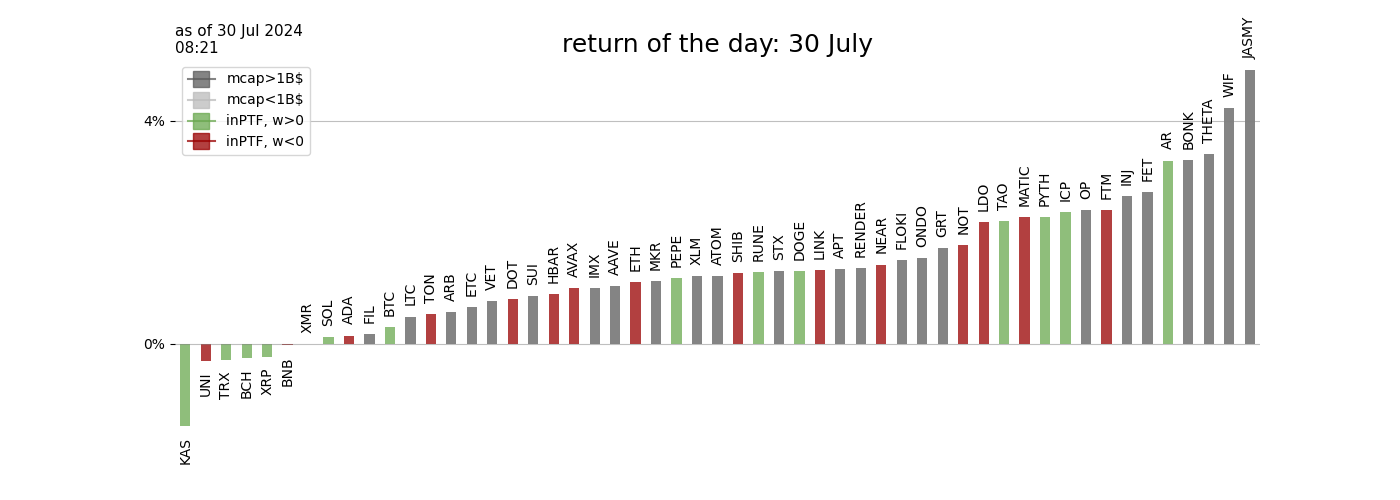 as of 30 Jul 2024
08:21
return of the day: 30 July
mcap>1B$
mcap<1B$
inPTF, w>0
inPTF, w<0
4%
0%
KAS
UNI
TRX
BCH
XRP
BNB
XMR
SOL
ADA
FIL
BTC
LTC
TON
ARB
ETC
VET
DOT
SUI
HBAR
AVAX
IMX
AAVE
ETH
MKR
PEPE
XLM
ATOM
SHIB
RUNE
STX
DOGE
LINK
APT
RENDER
NEAR
FLOKI
ONDO
GRT
NOT
LDO
TAO
MATIC
PYTH
ICP
OP
FTM
INJ
FET
AR
BONK
THETA
WIF
JASMY